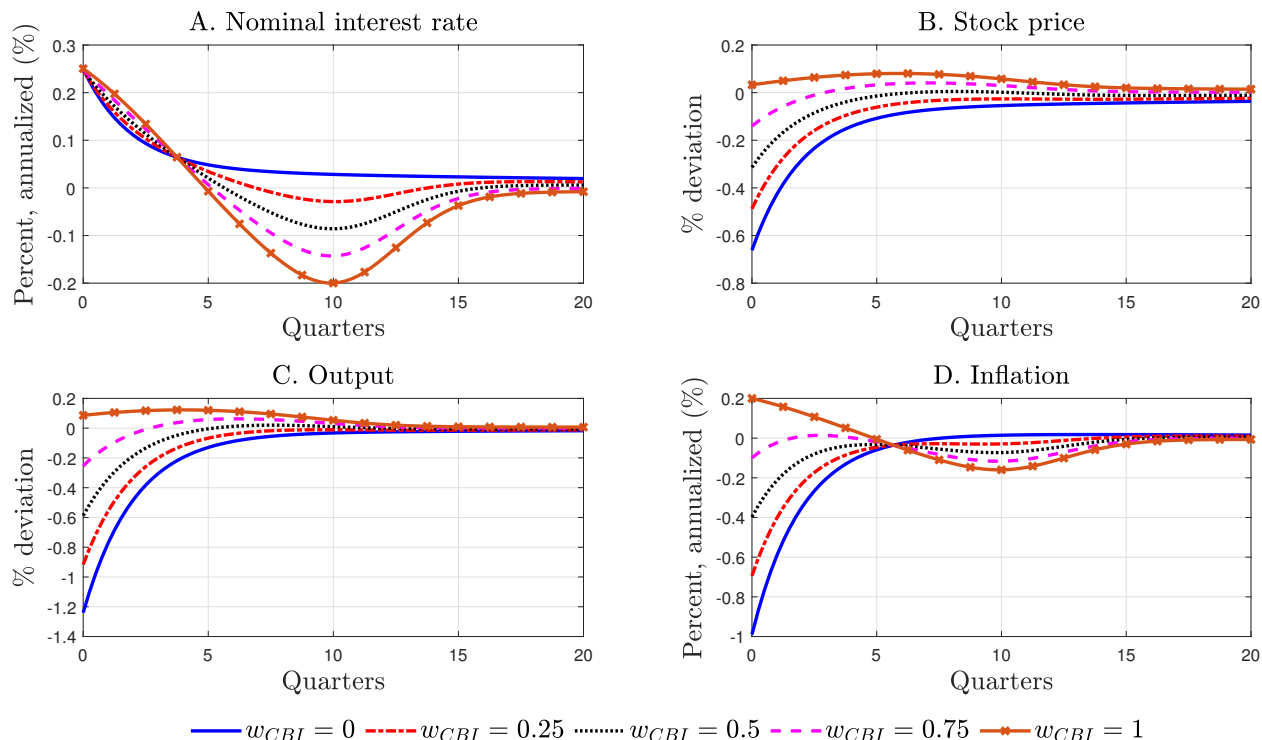 A. Nominal interest rate
Percent, annualized (%)
0.3
0.2
0.1
0
-0.1
-0.2
0 5 10 15 20
Quarters
B. Stock price
% deviation
0.2
0
-0.2
-0.4
-0.6
-0.8
0 5 10 15 20
Quarters
C. Output
% deviation
0.2
0
-0.2
-0.4
-0.6
-0.8
-1
-1.2
-1.4
0 5 10 15 20
Quarters
D. Inflation
Percent, annualized (%)
0.2
0
-0.2
-0.4
-0.6
-0.8
-1
0 5 10 15 20
Quarters
w_CBI = 0 w_CBI = 0.25 w_CBI = 0.5 w_CBI = 0.75 w_CBI = 1